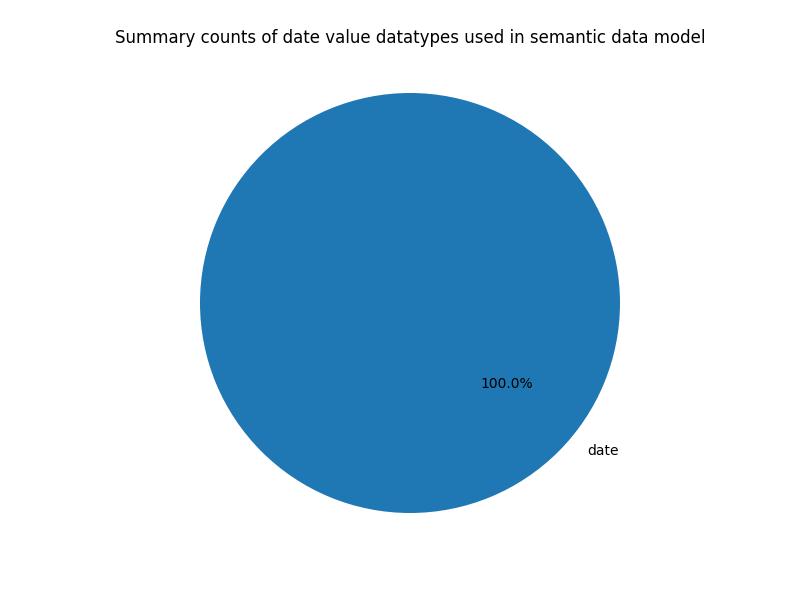 Summary counts of date value datatypes used in semantic data model
100.0%
date